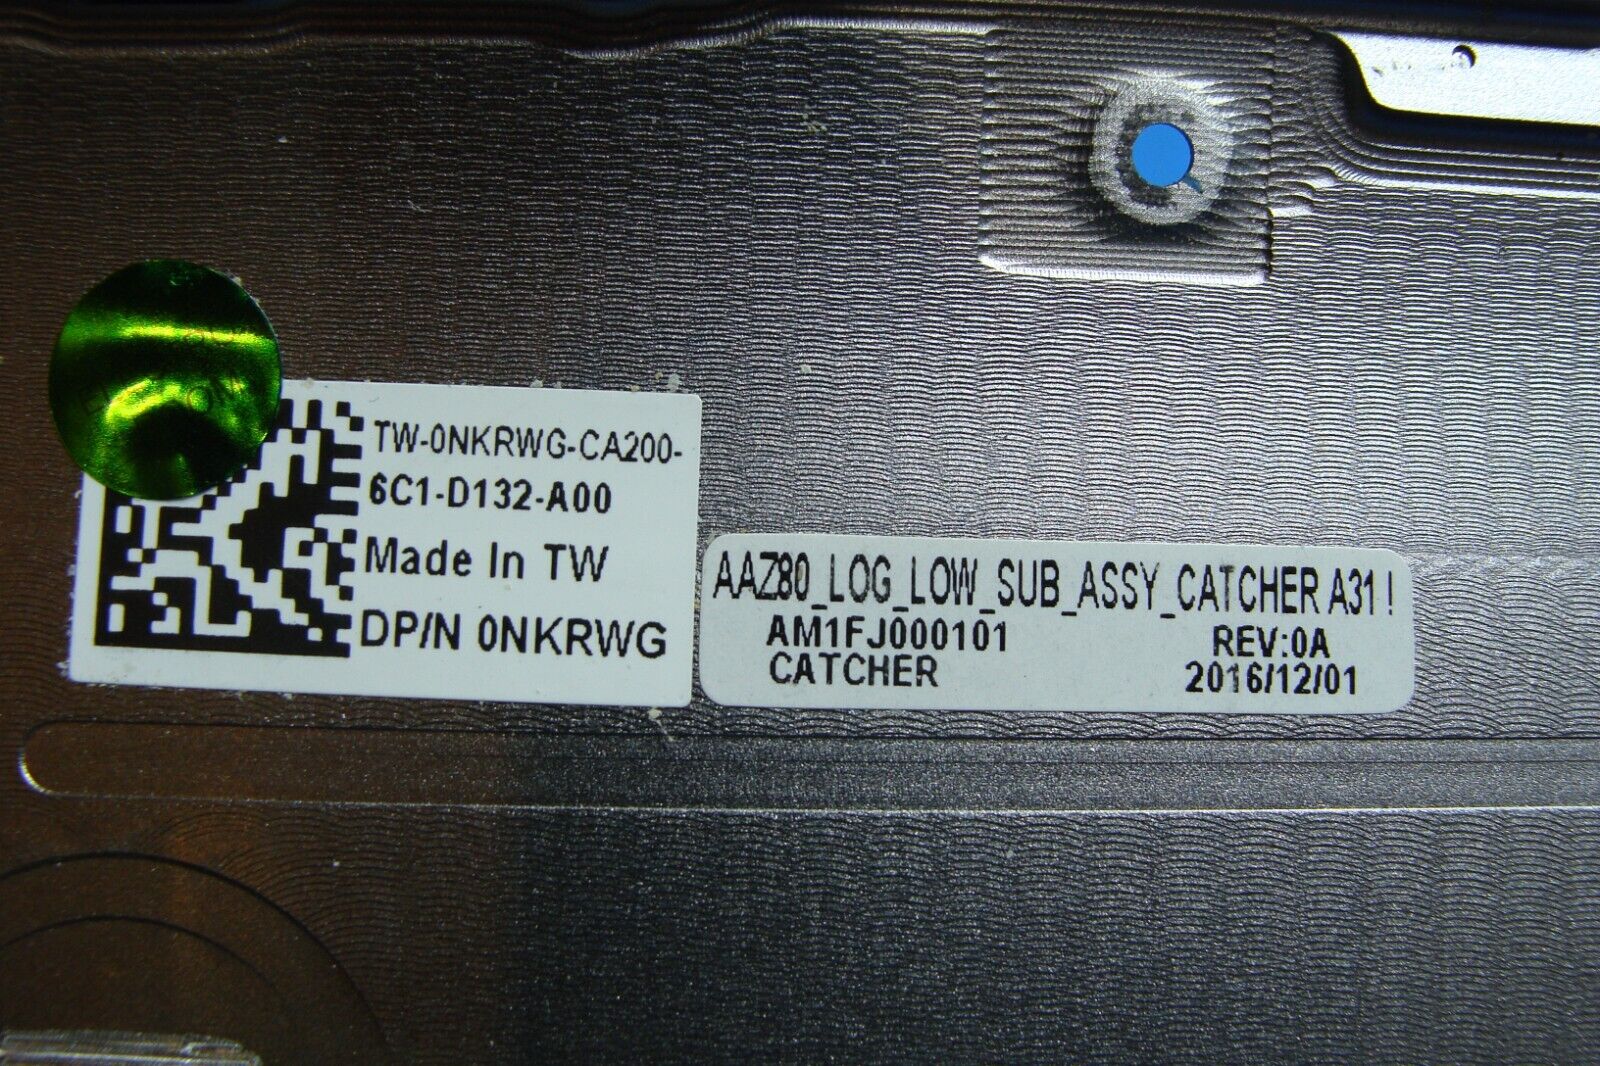 TW-0NKRWG-CA200-
6C1-D132-A00
Made In TW
DP/N 0NKRWG
AAZ80_LOG_LOW_SUB_ASSY_CATCHER A31 !
AM1FJ000101 REV:0A
CATCHER 2016/12/01